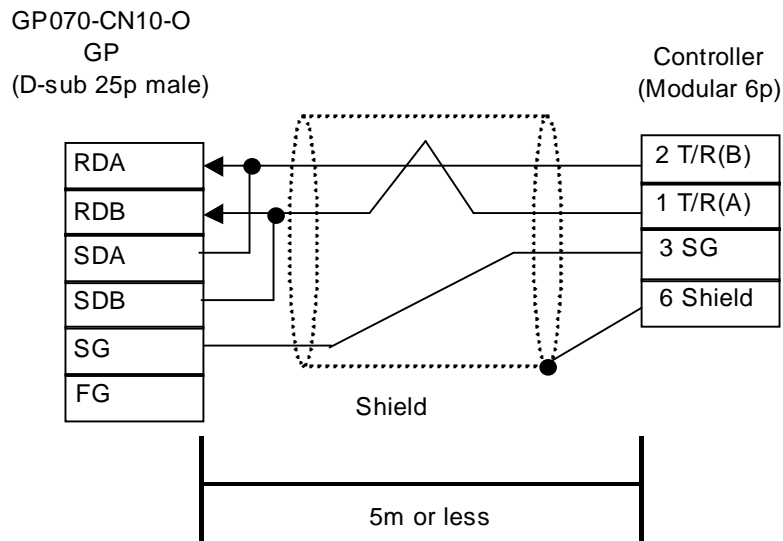 GP070-CN10-O
GP
(D-sub 25p male)
Controller
(Modular 6p)
RDA
RDB
SDA
SDB
SG
FG
2 T/R(B)
1 T/R(A)
3 SG
6 Shield
Shield
5m or less